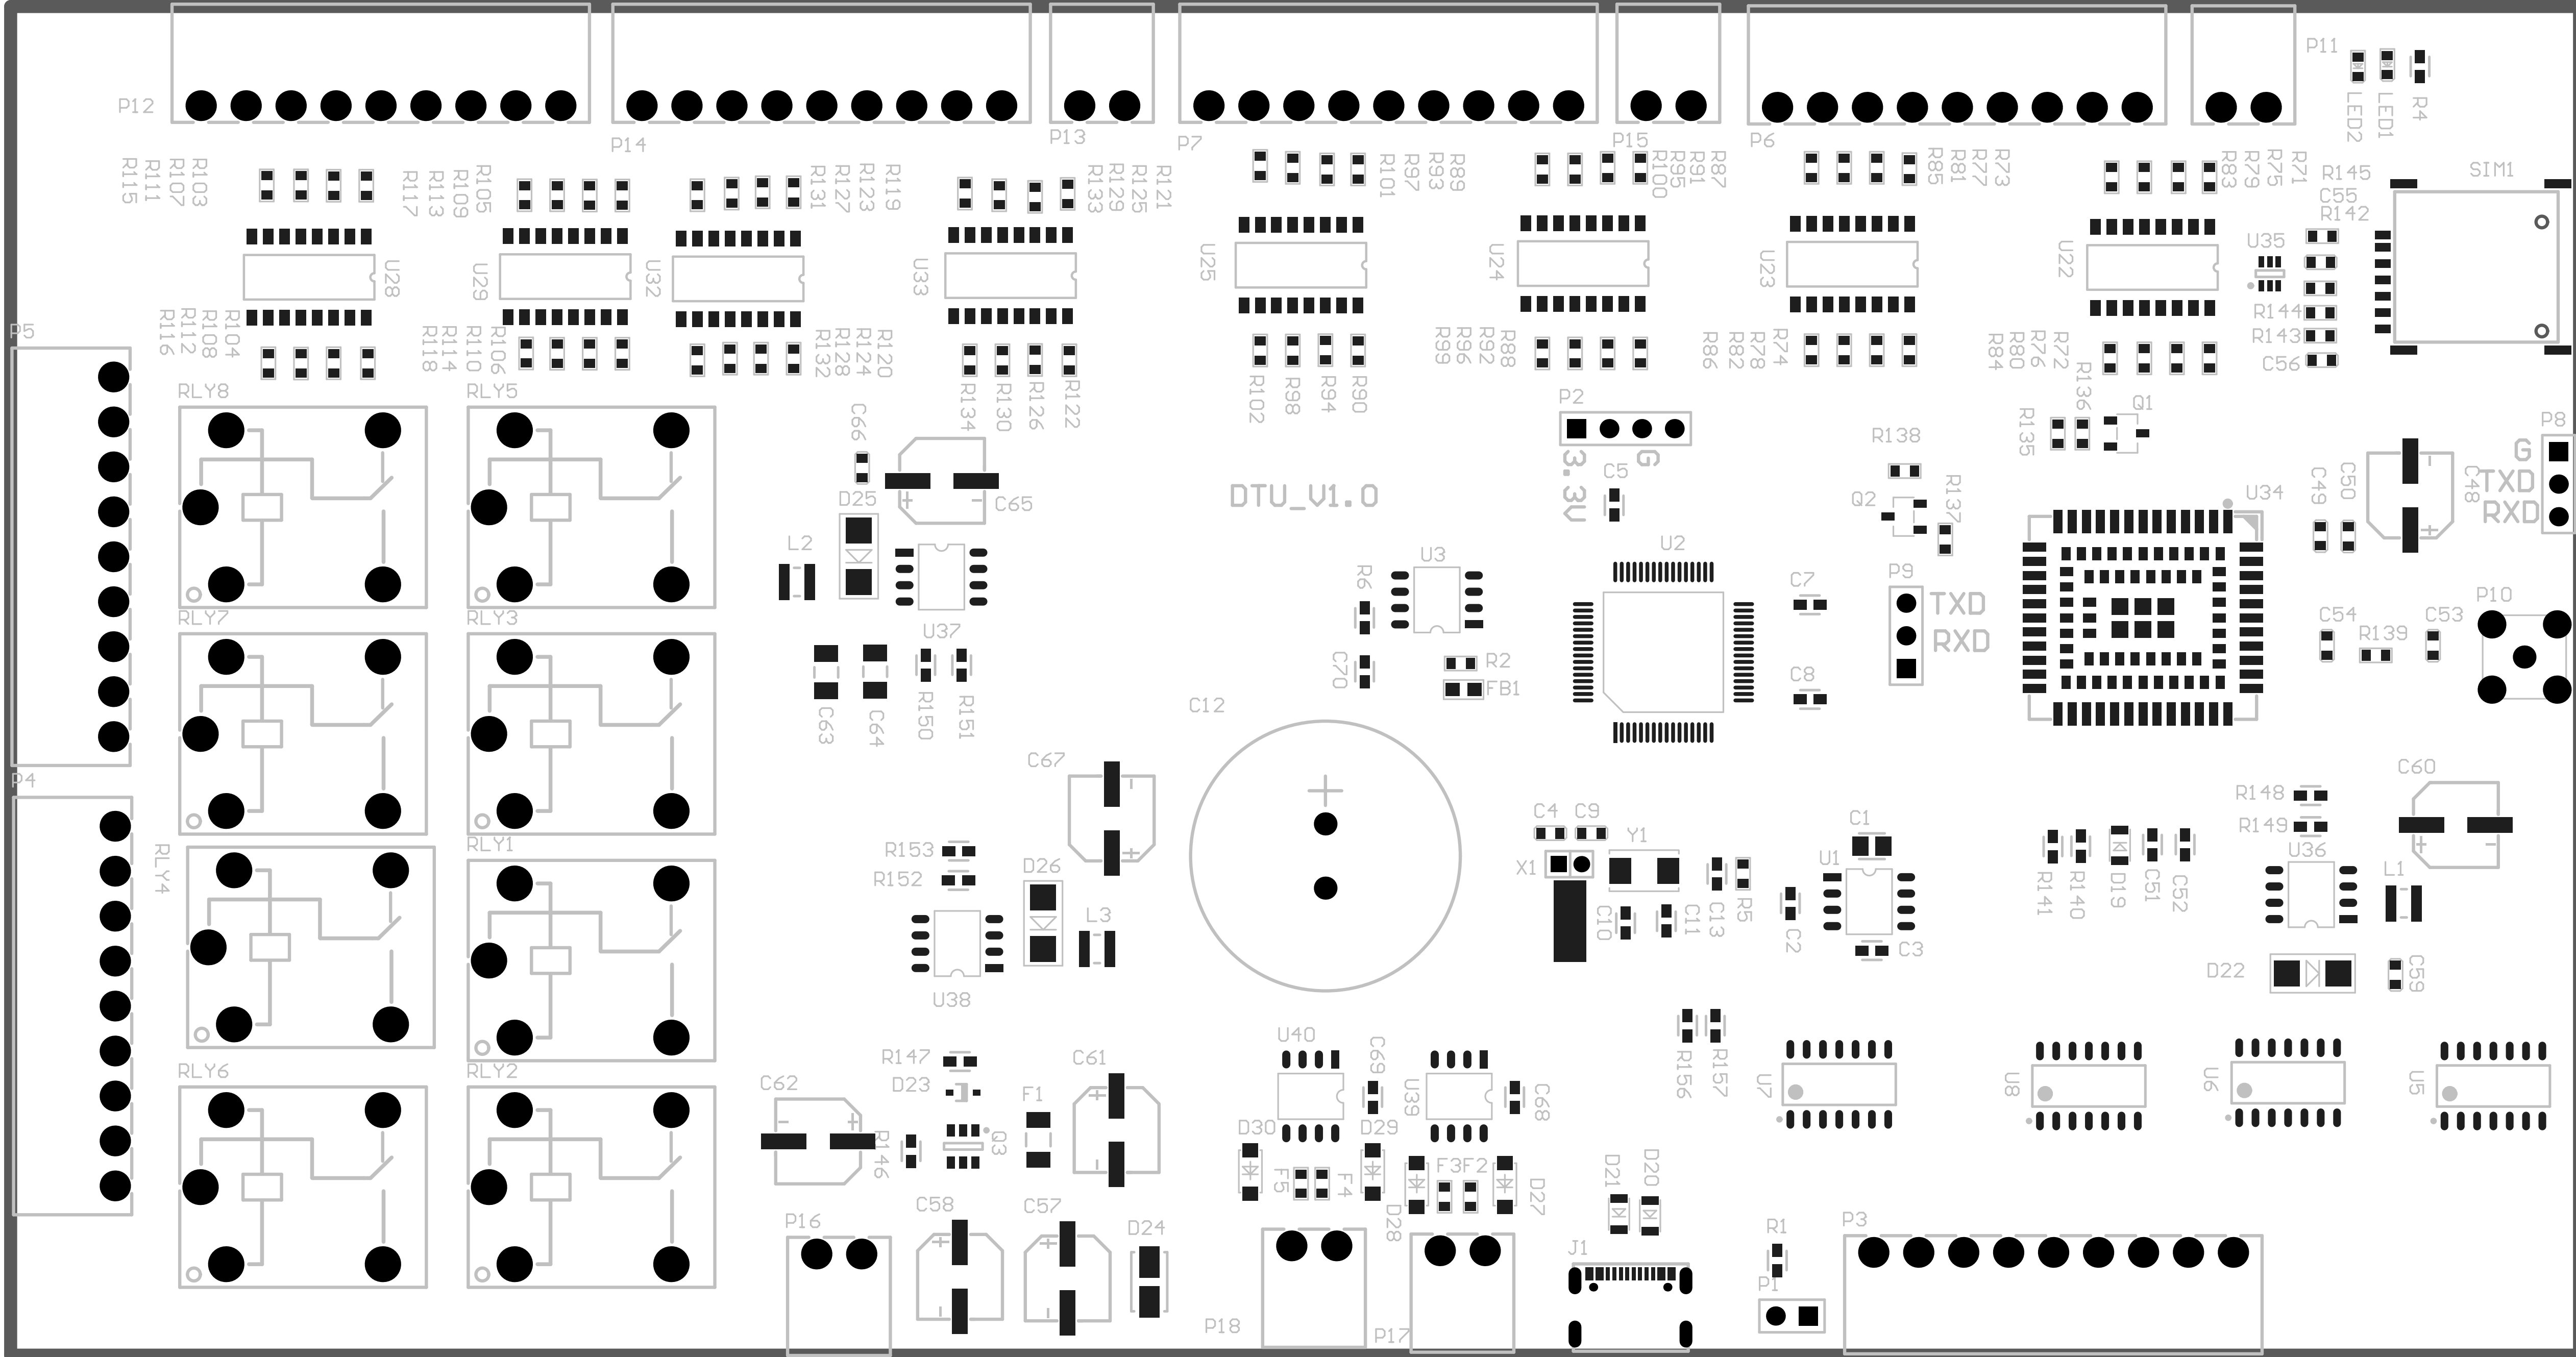 P11
P12
LED2
LED1
R4
P14
P13
P7
P15
P6
R115
R111
R107
R103
R117
R113
R109
R105
R131
R127
R123
R119
R133
R129
R125
R121
R101
R97
R93
R89
R100
R95
R91
R87
R85
R81
R77
R73
R83
R79
R75
R71
R145
C55
R142
SIM1
U35
U28
U29
U32
U33
U25
U24
U23
U22
R144
R143
C56
P5
R116
R112
R108
R104
R118
R114
R110
R106
R132
R128
R124
R120
R134
R130
R126
R122
R102
R98
R94
R90
R99
R96
R92
R88
R86
R82
R78
R74
R84
R80
R76
R72
RLY8
RLY5
C66
P2
R135
R136
Q1
R138
P8
3.3V
G
C5
G
TXD
RXD
D25
C65
DTU_V1.0
Q2
R137
U34
C49
C50
C48
L2
U37
R6
U3
U2
C7
P9
TXD
RXD
P10
RLY7
RLY3
C54
R139
C53
C70
R2
FB1
C8
C63
C64
R150
R151
C12
P4
C67
C60
R148
R149
RLY4
RLY1
R153
R152
D26
L3
C4
C9
Y1
X1
C1
U1
C10
C11
C13
R5
C2
C3
R141
R140
D19
C51
C52
U36
L1
U38
D22
C59
RLY6
RLY2
R147
D23
C62
F1
C61
U40
C69
U39
C68
R156
R157
U7
U8
U6
U5
R146
Q3
D30
D29
F5
F4
F3
F2
D28
D27
D21
D20
P16
C58
C57
D24
J1
R1
P3
P1
P18
P17